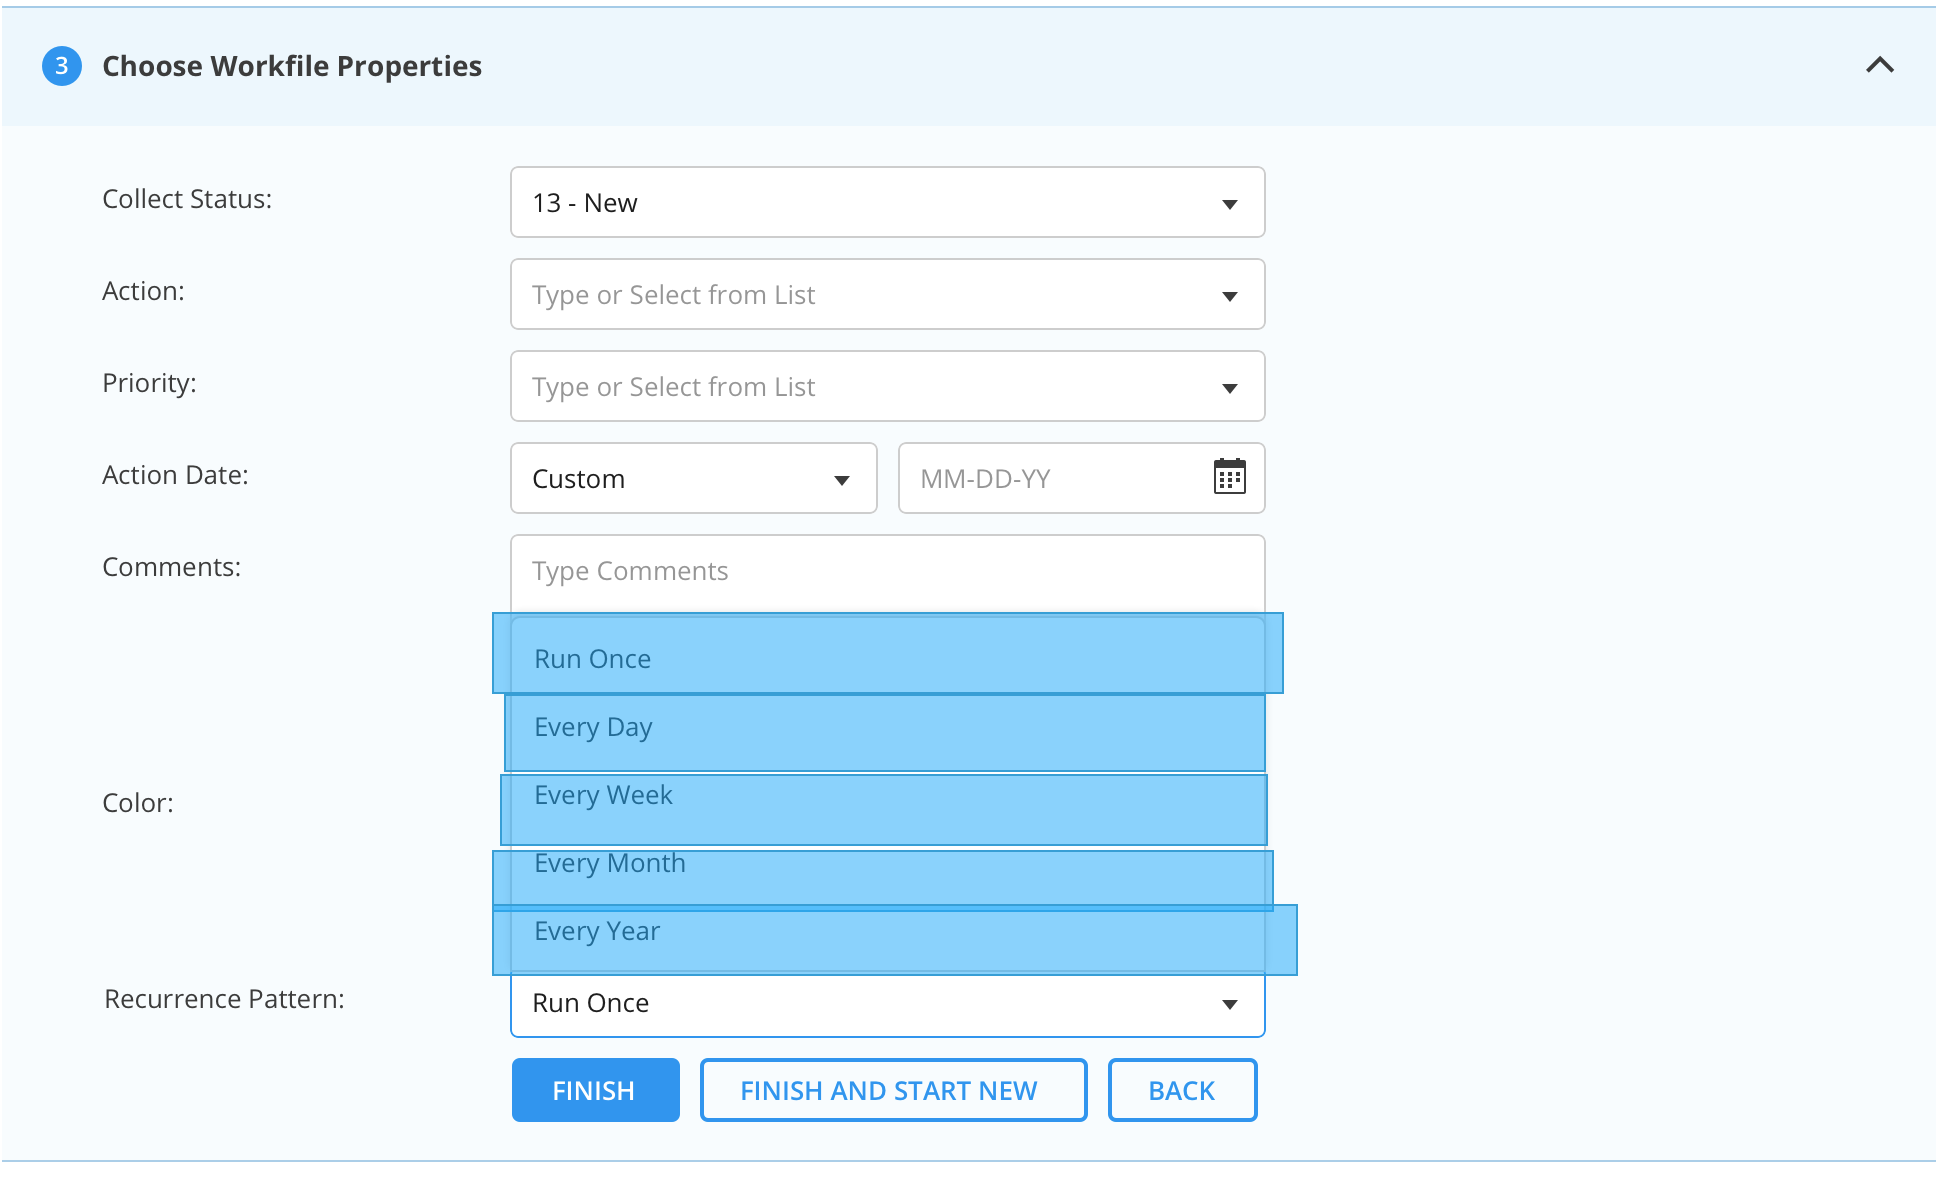 3 Choose Workfile Properties
Collect Status: 13 - New
Action: Type or Select from List
Priority: Type or Select from List
Action Date: Custom MM-DD-YY
Comments: Type Comments
Run Once
Every Day
Every Week
Color:
Every Month
Every Year
Recurrence Pattern: Run Once
FINISH FINISH AND START NEW BACK